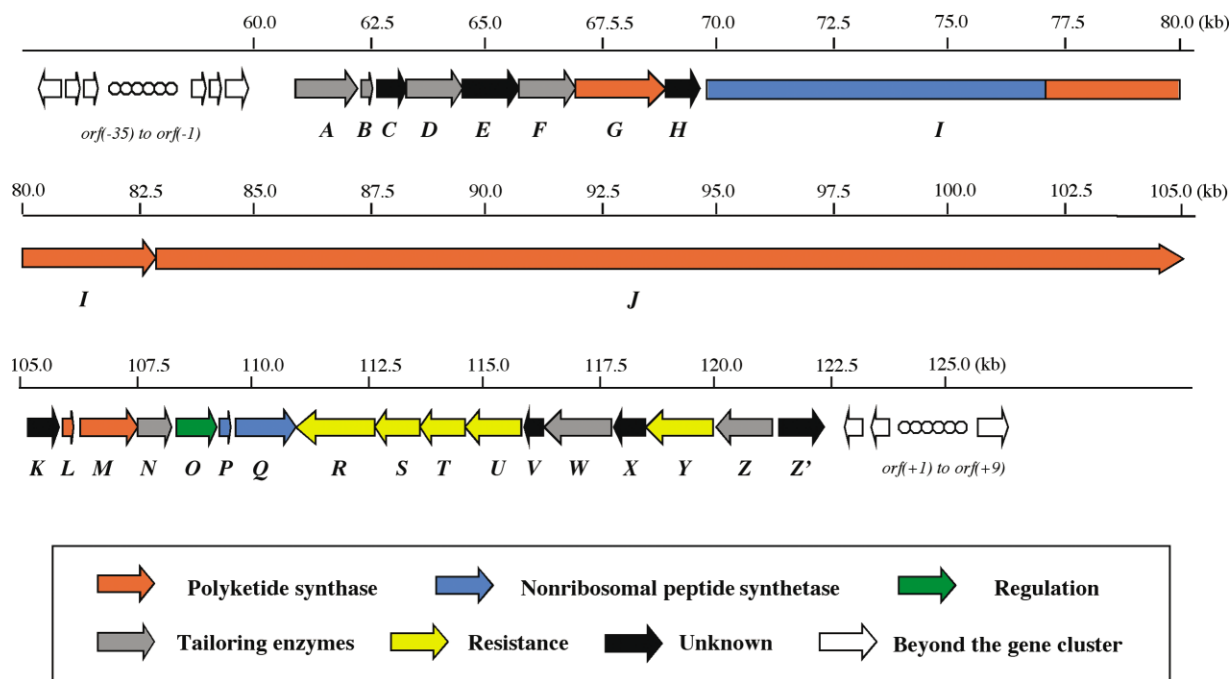 60.0 62.5 65.0 67.5.5 70.0 72.5 75.0 77.5 80.0 (kb)
orf(-35) to orf(-1)
A B C D E F G H I
80.0 82.5 85.0 87.5 90.0 92.5 95.0 97.5 100.0 102.5 105.0 (kb)
I J
105.0 107.5 110.0 112.5 115.0 117.5 120.0 122.5 125.0 (kb)
K L M N O P Q R S T U V W X Y Z Z’ orf(+1) to orf(+9)
Polyketide synthase Nonribosomal peptide synthetase Regulation
Tailoring enzymes Resistance Unknown Beyond the gene cluster